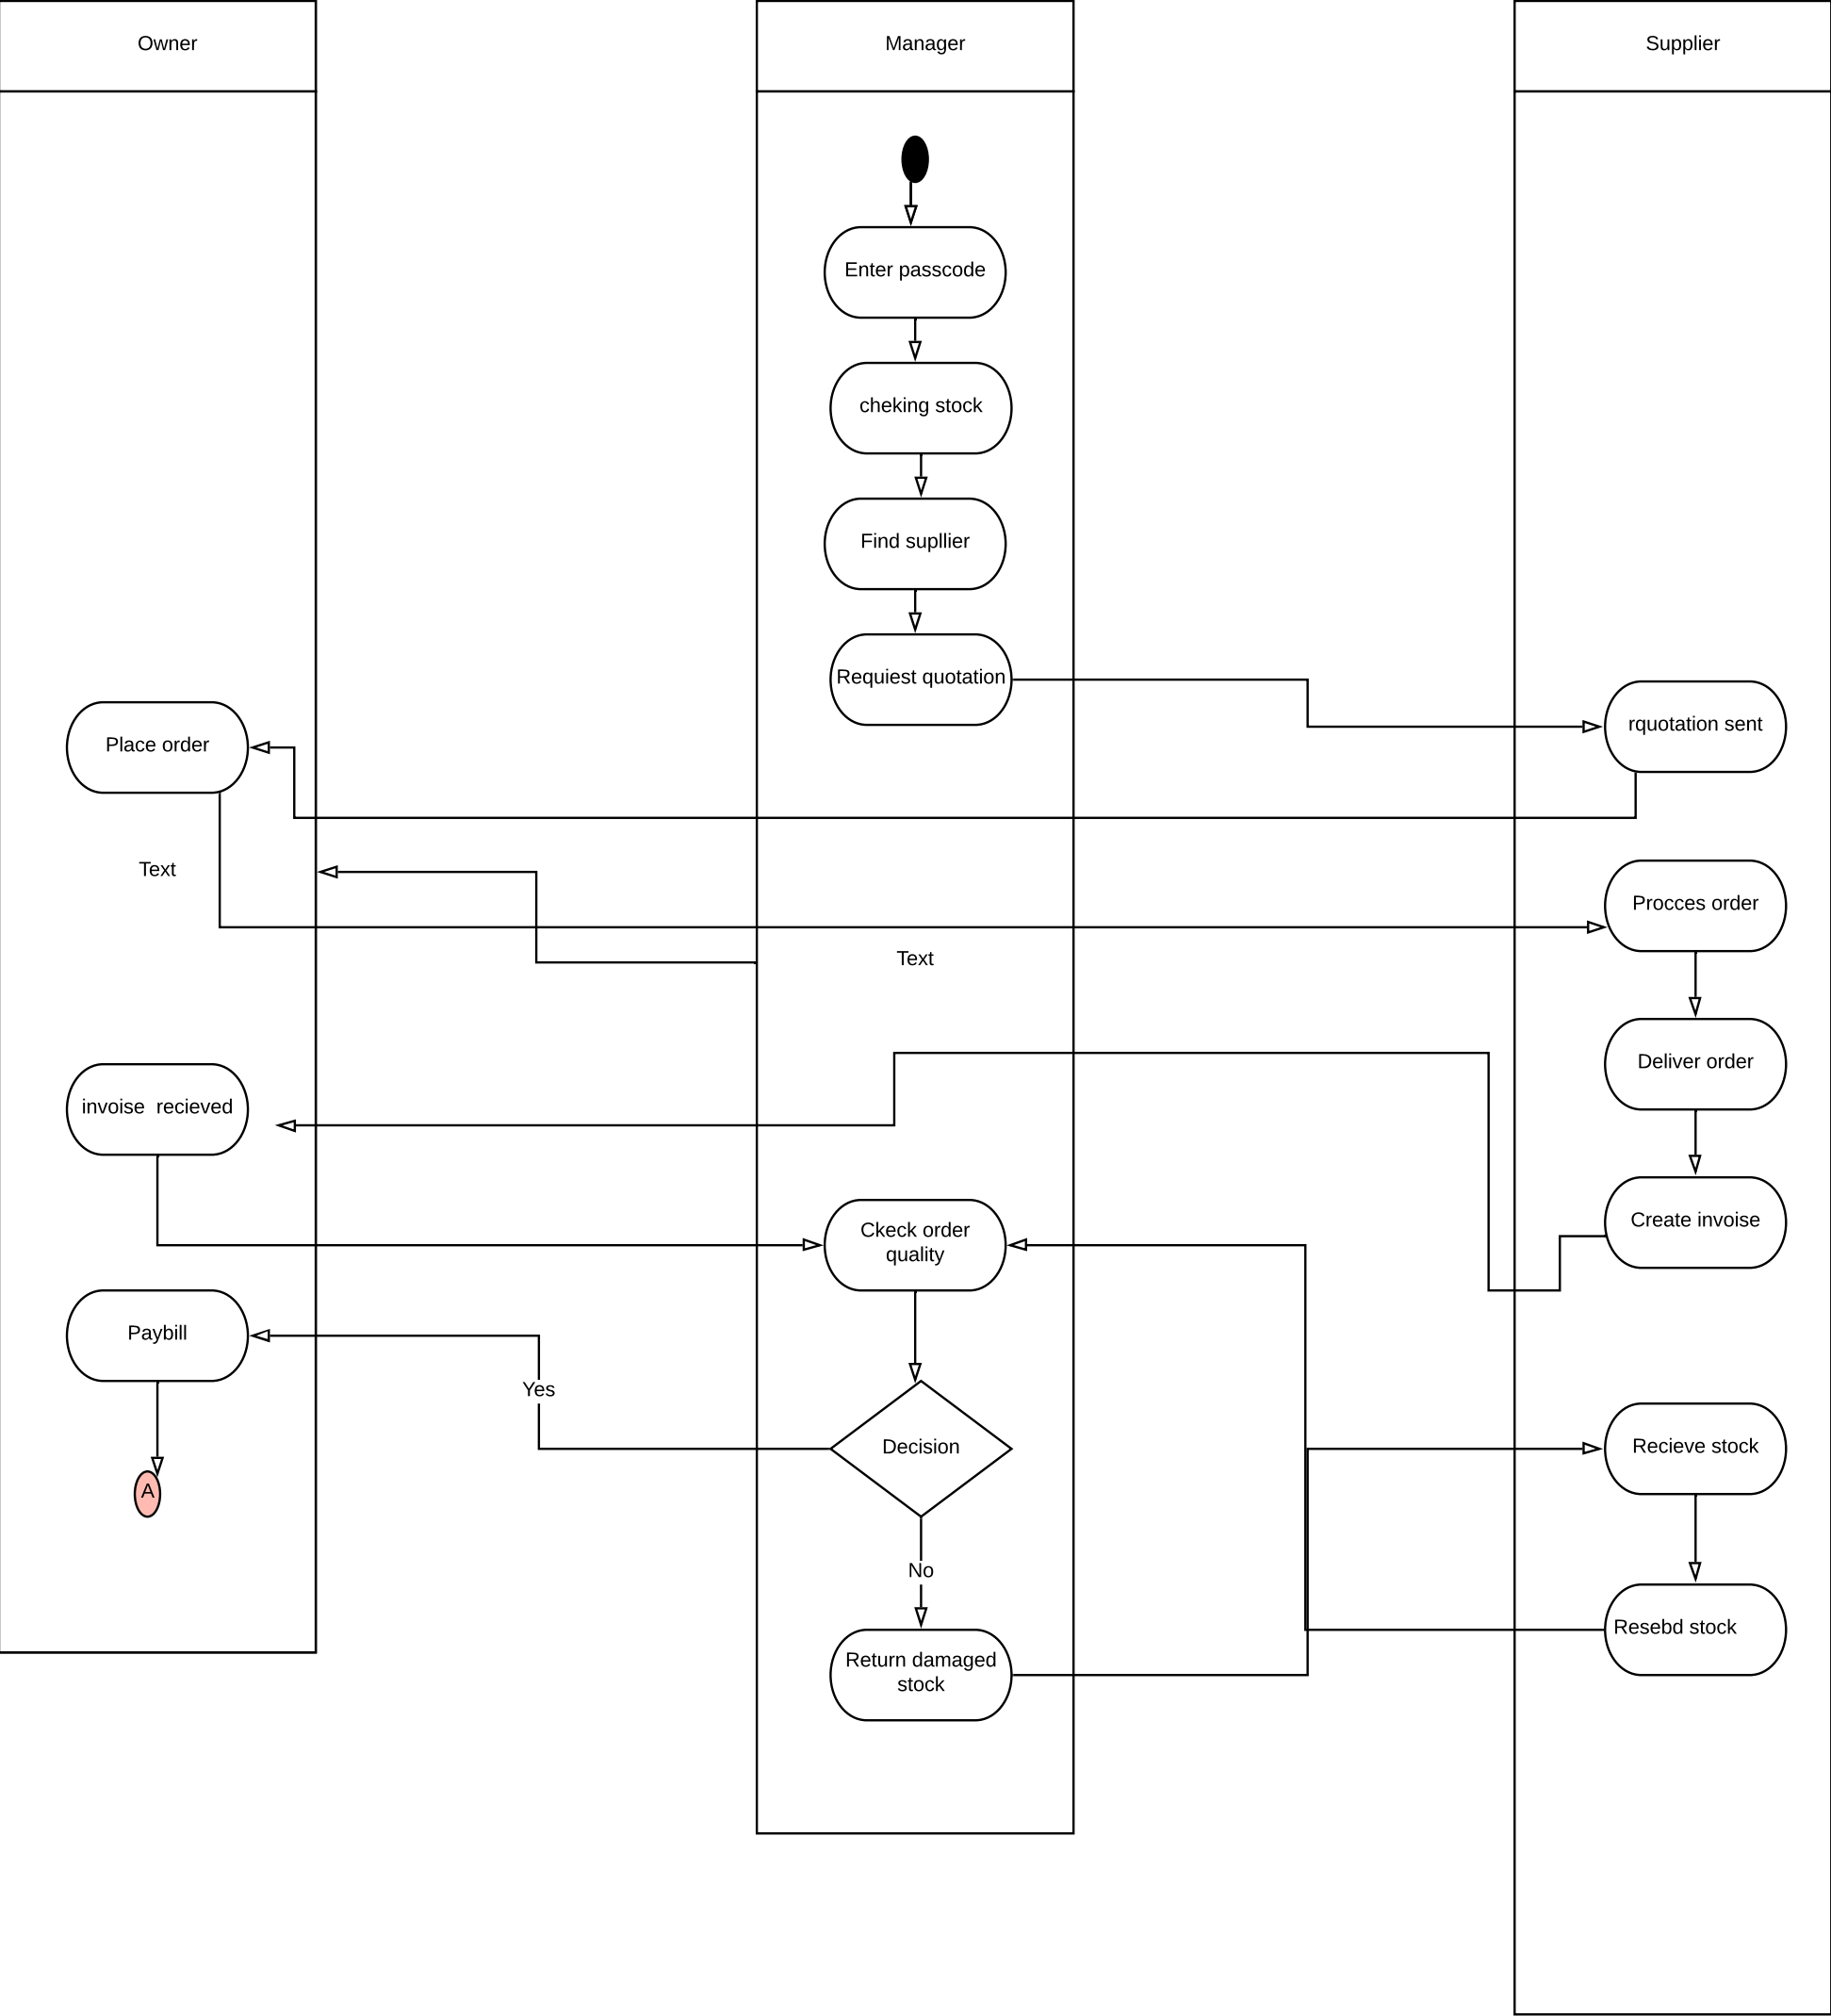 Owner
Manager
Supplier
Enter passcode
cheking stock
Find supllier
Requiest quotation
rquotation sent
Place order
Text
Procces order
Text
Deliver order
invoise  recieved
Create invoise
Ckeck order
quality
Paybill
Yes
Decision
Recieve stock
A
No
Resebd stock
Return damaged
stock